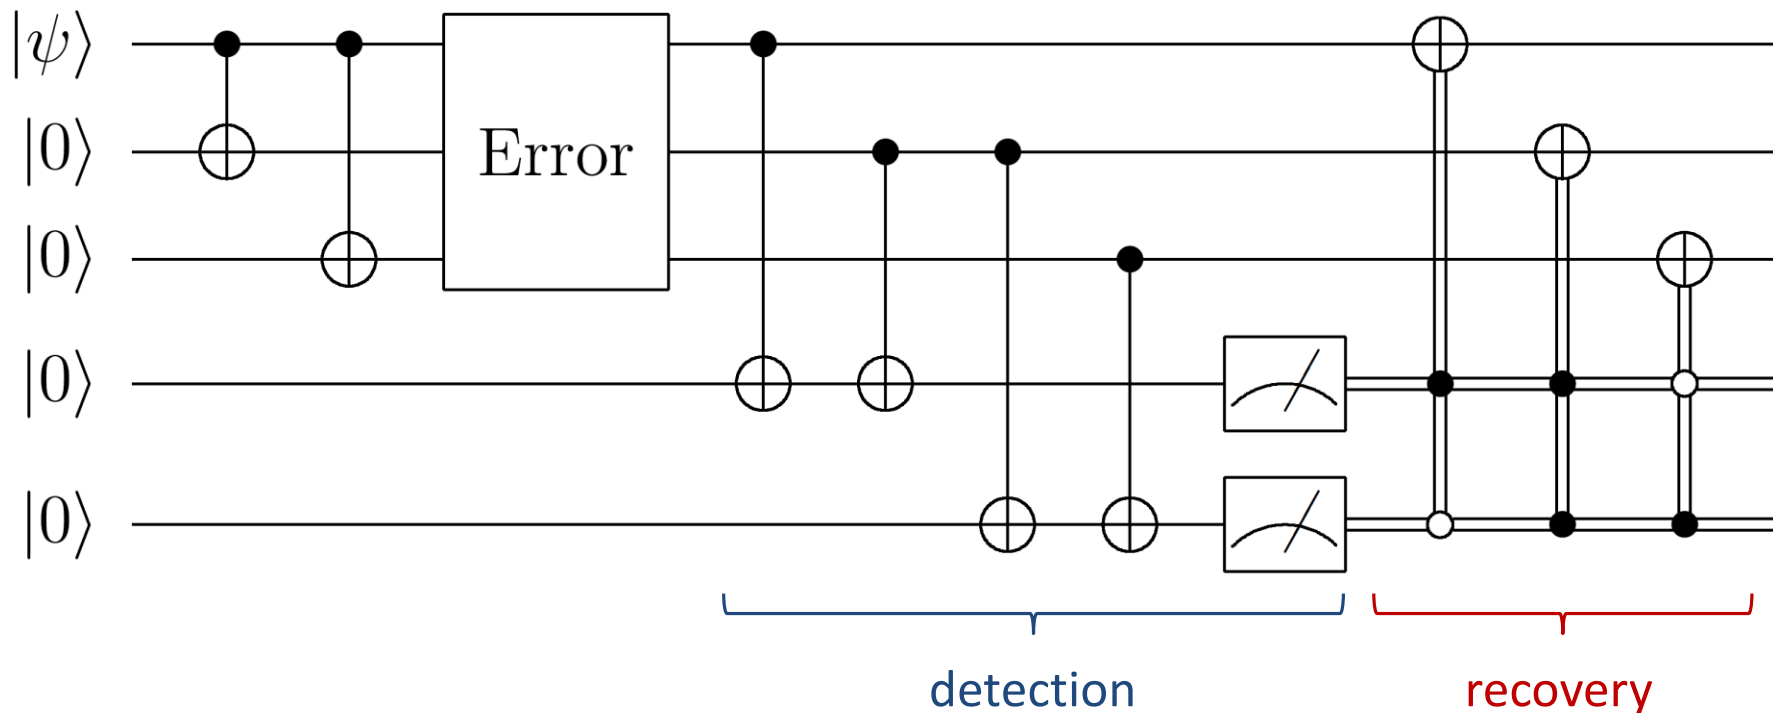 |ψ⟩
|0⟩ Error
|0⟩
|0⟩
|0⟩
detection recovery